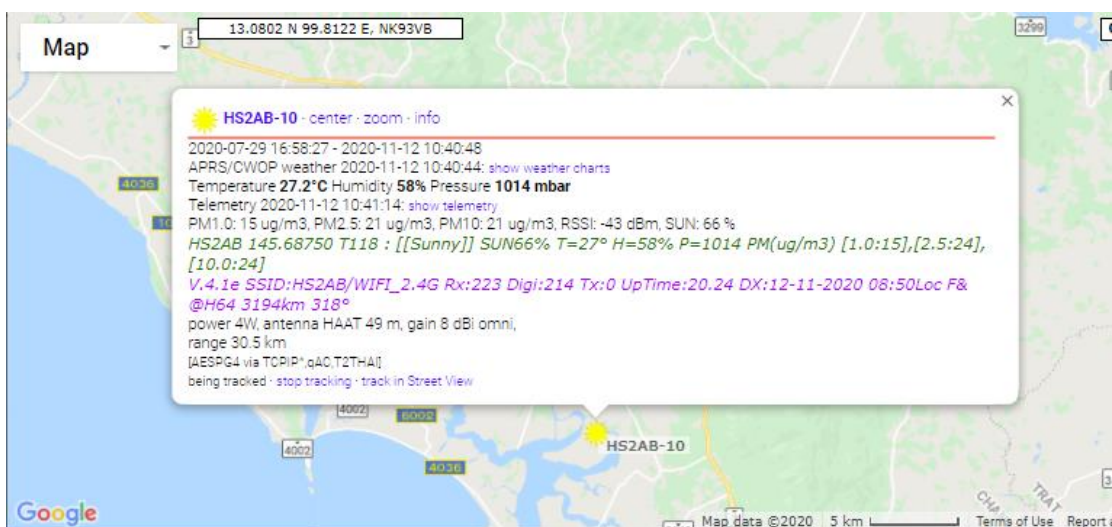 Map
3
13.0802 N 99.8122 E, NK93VB
3299
4036
HS2AB-10 · center · zoom · info
2020-07-29 16:58:27 - 2020-11-12 10:40:48
APRS/CWOP weather 2020-11-12 10:40:44: show weather charts
Temperature 27.2°C Humidity 58% Pressure 1014 mbar
Telemetry 2020-11-12 10:41:14: show telemetry
PM1.0: 15 ug/m3, PM2.5: 21 ug/m3, PM10: 21 ug/m3, RSSI: -43 dBm, SUN: 66 %
HS2AB 145.68750 T118 : [[Sunny]] SUN66% T=27° H=58% P=1014 PM(ug/m3) [1.0:15],[2.5:24],
[10.0:24]
V.4.1e SSID:HS2AB/WIFI_2.4G Rx:223 Digi:214 Tx:0 UpTime:20.24 DX:12-11-2020 08:50Loc F&
@H64 3194km 318°
power 4W, antenna HAAT 49 m, gain 8 dBi omni,
range 30.5 km
[AESPG4 via TCPIP*,qAC,T2THAI]
being tracked · stop tracking · track in Street View
4002
6002
4002
4036
HS2AB-10
CHA
TRAT
Google
Map data ©2020
5 km
Terms of Use
Report